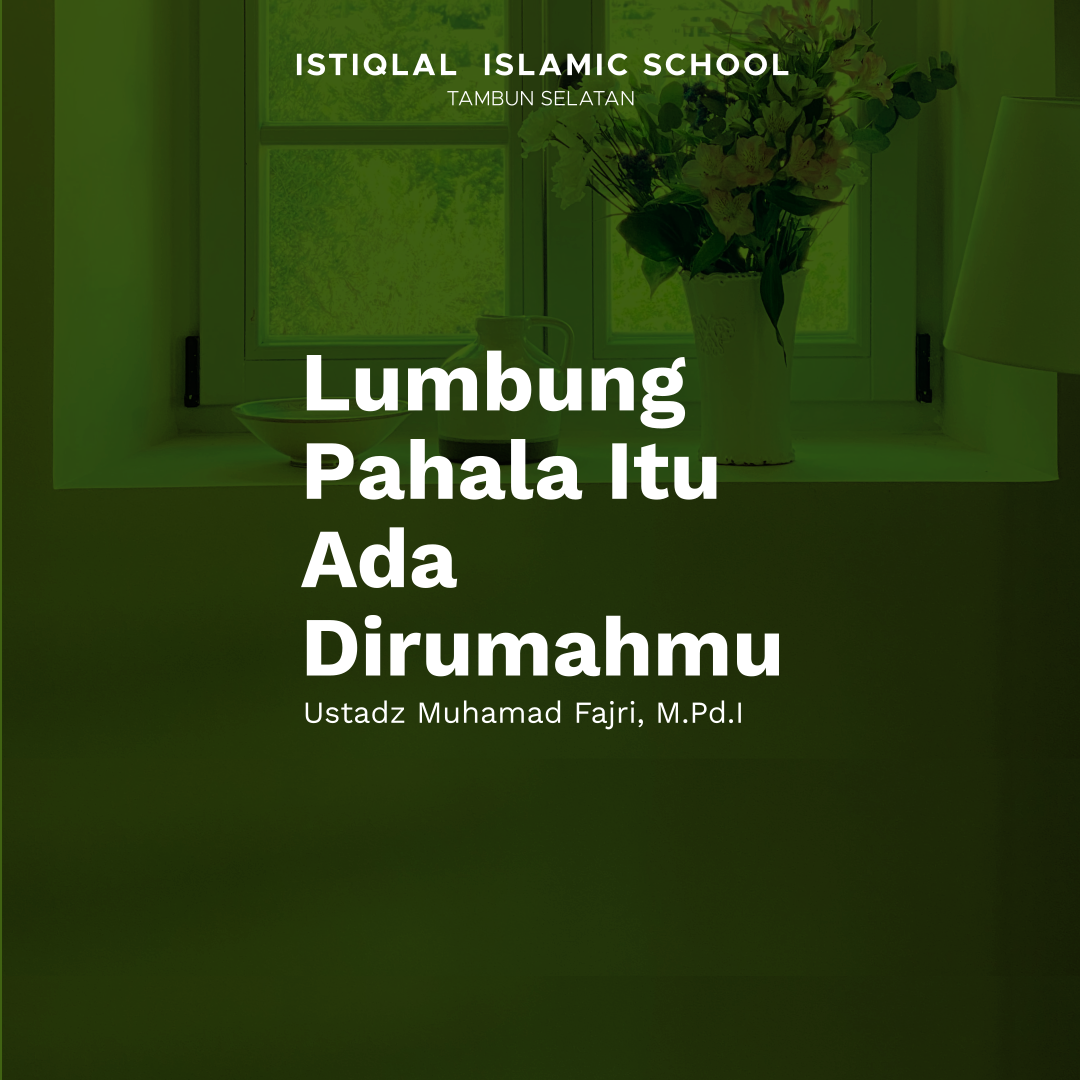 ISTIQLAL ISLAMIC SCHOOL
TAMBUN SELATAN
Lumbung
Pahala Itu
Ada
Dirumahmu
Ustadz Muhamad Fajri, M.Pd.I